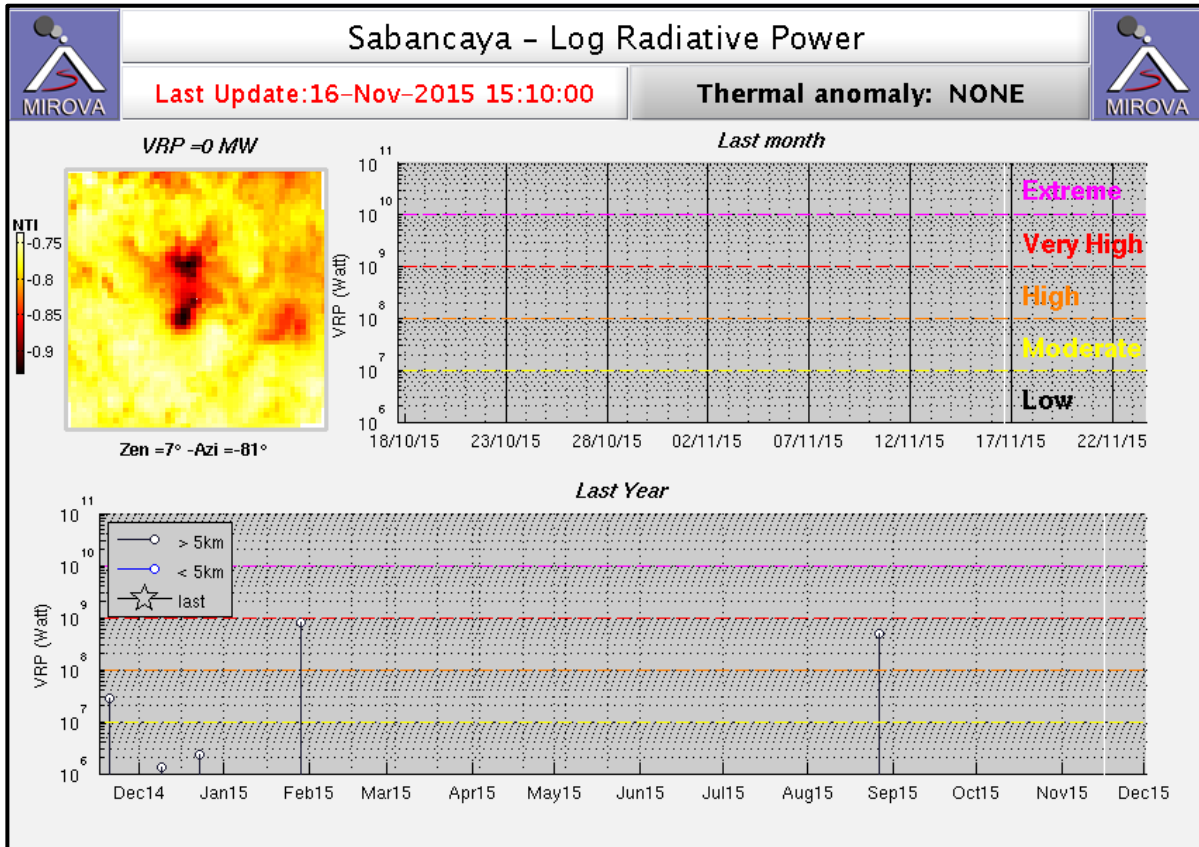 Sabancaya – Log Radiative Power
MIROVA
Last Update:16–Nov–2015 15:10:00
Thermal anomaly: NONE
MIROVA
VRP =0 MW
NTI
-0.75
-0.8
-0.85
-0.9
Zen =7° -Azi =-81°
Last month
VRP (Watt)
10^11
10^10
10^9
10^8
10^7
10^6
Extreme
Very High
High
Moderate
Low
18/10/15 23/10/15 28/10/15 02/11/15 07/11/15 12/11/15 17/11/15 22/11/15
Last Year
VRP (Watt)
10^11
10^10
10^9
10^8
10^7
10^6
> 5km
< 5km
last
Dec14 Jan15 Feb15 Mar15 Apr15 May15 Jun15 Jul15 Aug15 Sep15 Oct15 Nov15 Dec15